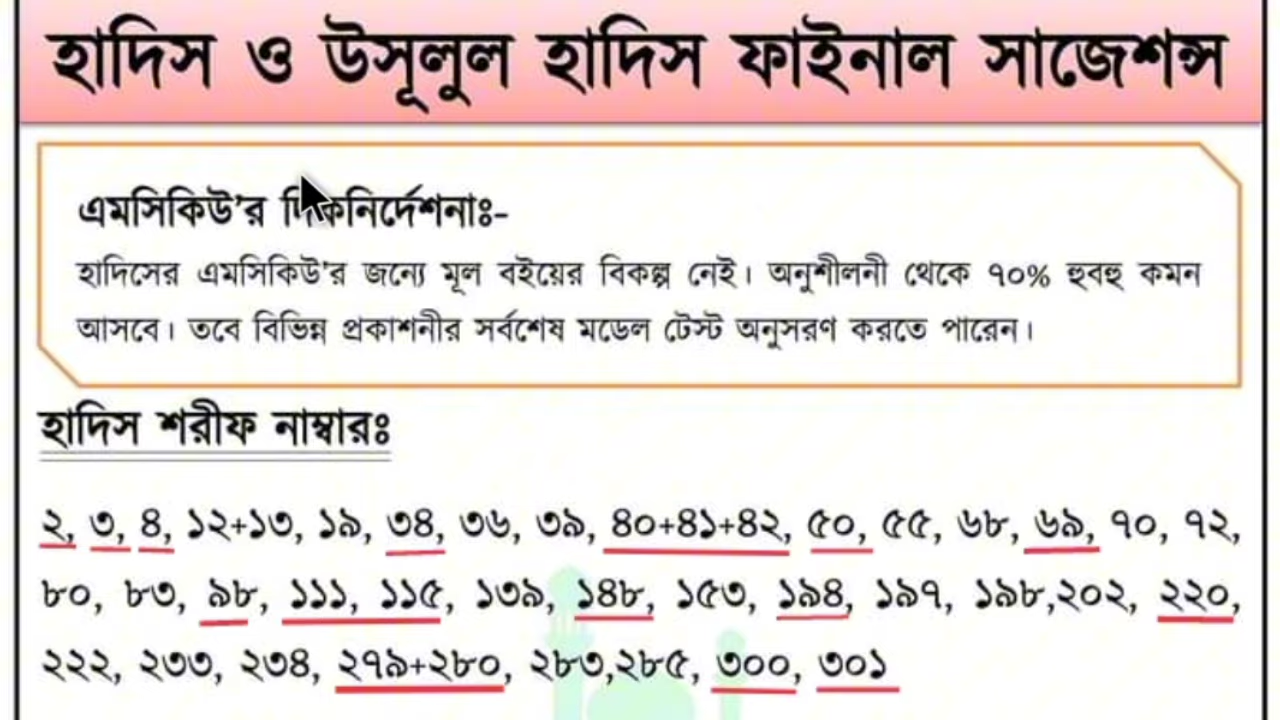 হাদিস ও উসূলুল হাদিস ফাইনাল সাজেশন্স
এমসিকিউ'র দিকনির্দেশনাঃ-
হাদিসের এমসিকিউ'র জন্যে মূল বইয়ের বিকল্প নেই। অনুশীলনী থেকে ৭০% হুবহু কমন
আসবে। তবে বিভিন্ন প্রকাশনীর সর্বশেষ মডেল টেস্ট অনুসরণ করতে পারেন।
হাদিস শরীফ নাম্বারঃ
২, ৩, ৪, ১২+১৩, ১৯, ৩৪, ৩৬, ৩৯, ৪০+৪১+৪২, ৫০, ৫৫, ৬৮, ৬৯, ৭০, ৭২,
৮০, ৮৩, ৯৮, ১১১, ১১৫, ১৩৯, ১৪৮, ১৫৩, ১৯৪, ১৯৭, ১৯৮,২০২, ২২০,
২২২, ২৩৩, ২৩৪, ২৭৯+২৮০, ২৮৩,২৮৫, ৩০০, ৩০১